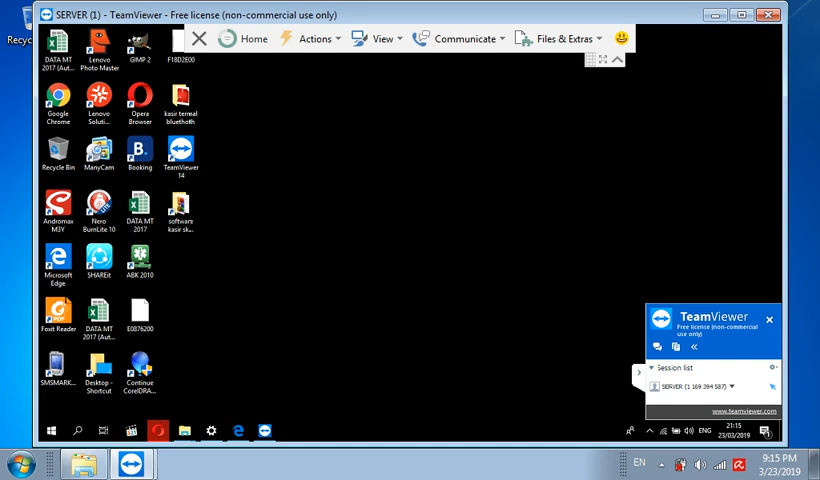 SERVER (1) - TeamViewer - Free license (non-commercial use only)
Home
Actions
View
Communicate
Files & Extras
Recyc
DATA MT
2017 (Aut...
Lenovo
Photo Master
GIMP 2
F18D2E00
Google
Chrome
Lenovo
Soluti...
Opera
Browser
kasir termal
bluethoth
Recycle Bin
ManyCam
B.
Booking
TeamViewer
14
Andromax
M3Y
Nero
BurnLite 10
DATA MT
2017
software
kasir sk...
Microsoft
Edge
SHAREit
ABK 2010
Foxit Reader
DATA MT
2017 (Aut...
E0876200
SMSMARK...
Desktop -
Shortcut
Continue
CorelDRA...
TeamViewer
Free license (non-commercial
use only)
Session list
SERVER (1 169 394 587)
www.teamviewer.com
ENG
21:15
23/03/2019
EN
9:15 PM
3/23/2019